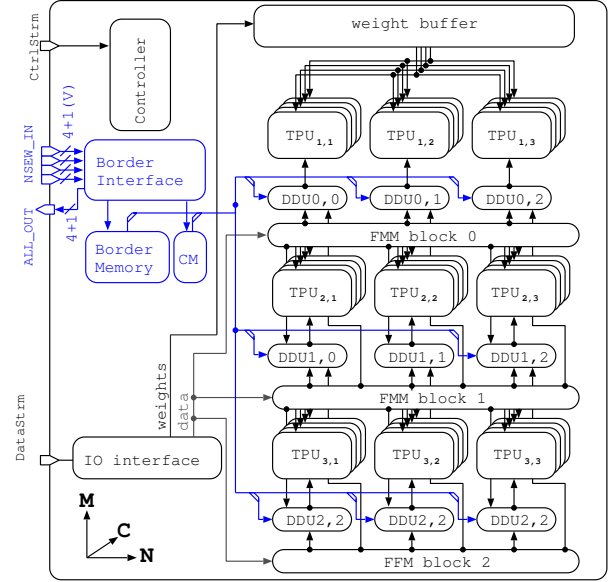 weight buffer
CtrlStrm
Controller
TPU1,1
TPU1,2
TPU1,3
NSEW_IN
4+1(V)
Border
Interface
DDU0,0
DDU0,1
DDU0,2
ALL_OUT
4+1
Border
Memory
CM
FMM block 0
TPU2,1
TPU2,2
TPU2,3
DDU1,0
DDU1,1
DDU1,2
weights
data
FMM block 1
DataStrm
IO interface
TPU3,1
TPU3,2
TPU3,3
M
C
N
DDU2,2
DDU2,2
DDU2,2
FFM block 2